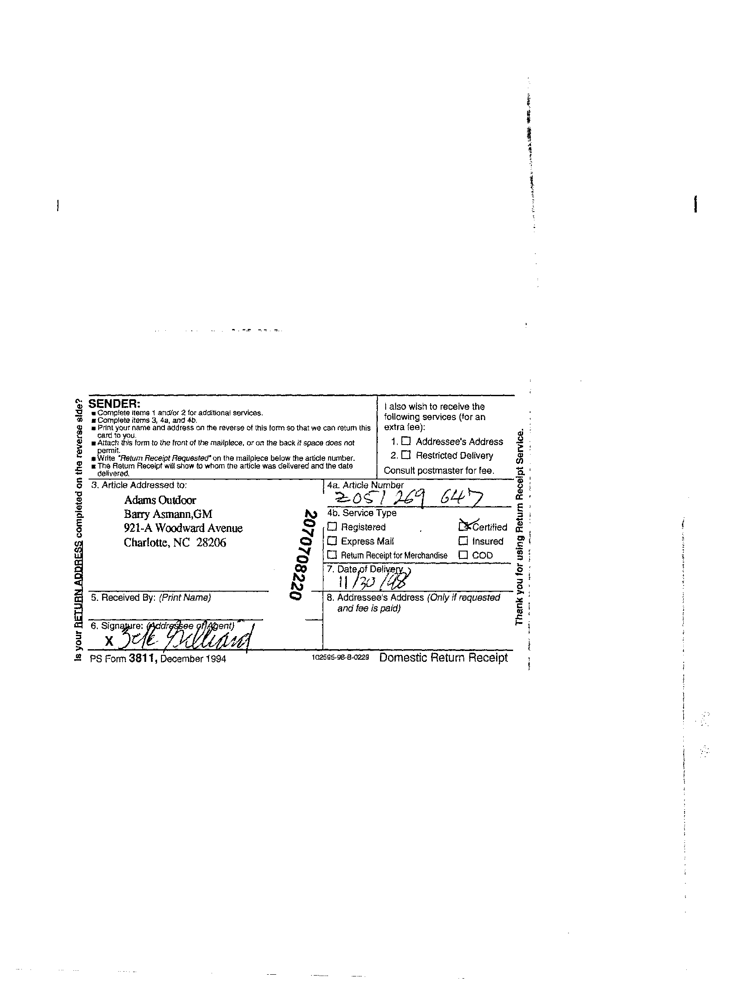 Is your RETURN ADDRESS completed on the reverse side?
SENDER:
■ Complete items 1 and/or 2 for additional services.
■ Complete items 3, 4a, and 4b.
■ Print your name and address on the reverse of this form so that we can return this
card to you.
■ Attach this form to the front of the mailpiece, or on the back if space does not
permit.
■ Write "Return Receipt Requested" on the mailpiece below the article number.
■ The Return Receipt will show to whom the article was delivered and the date
delivered.
I also wish to receive the
following services (for an
extra fee):
1. ☐ Addressee's Address
2. ☐ Restricted Delivery
Consult postmaster for fee.
3. Article Addressed to:
Adams Outdoor
Barry Asmann,GM
921-A Woodward Avenue
Charlotte, NC 28206
2070708220
4a. Article Number
2051 269 647
4b. Service Type
☐ Registered ☒ Certified
☐ Express Mail ☐ Insured
☐ Return Receipt for Merchandise ☐ COD
7. Date of Delivery
11/30/98
5. Received By: (Print Name)
8. Addressee's Address (Only if requested
and fee is paid)
6. Signature: (Addressee or Agent)
X
PS Form 3811, December 1994
102595-98-B-0229 Domestic Return Receipt
Thank you for using Return Receipt Service.